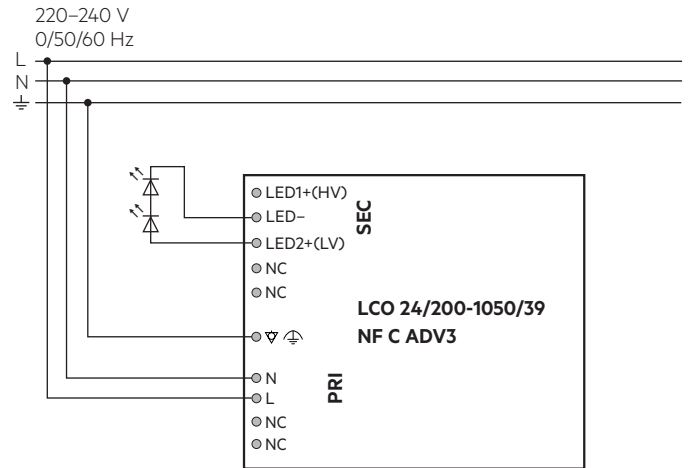 220–240 V
0/50/60 Hz
L
N
LED1+(HV)
LED–
LED2+(LV)
NC
NC
SEC
LCO 24/200-1050/39
NF C ADV3
N
L
NC
NC
PRI